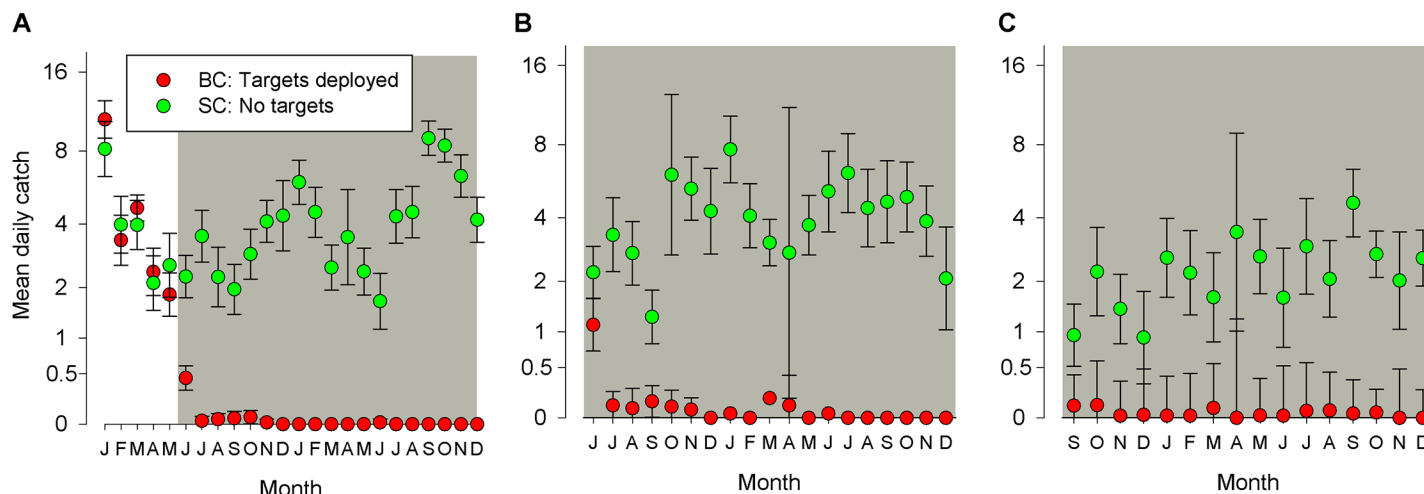 A
B
C
BC: Targets deployed
SC: No targets
Mean daily catch
16
8
4
2
1
0.5
0
J F M A M J J A S O N D J F M A M J J A S O N D
Month
16
8
4
2
1
0.5
0
J J A S O N D J F M A M J J A S O N D
Month
16
8
4
2
1
0.5
0
S O N D J F M A M J J A S O N D
Month